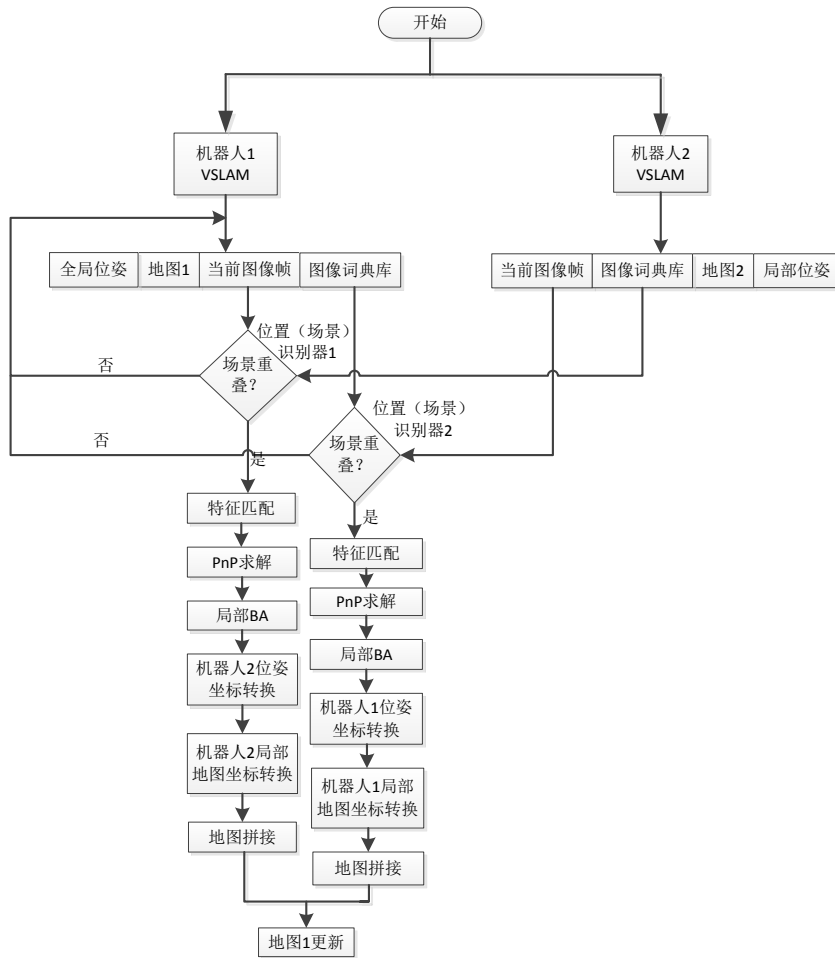 开始
机器人1
VSLAM
机器人2
VSLAM
全局位姿 地图1 当前图像帧 图像词典库
当前图像帧 图像词典库 地图2 局部位姿
位置（场景）
识别器1
场景重
叠？
否
位置（场景）
识别器2
场景重
叠？
否
是
是
特征匹配
PnP求解
局部BA
机器人2位姿
坐标转换
机器人2局部
地图坐标转换
地图拼接
特征匹配
PnP求解
局部BA
机器人1位姿
坐标转换
机器人1局部
地图坐标转换
地图拼接
地图1更新